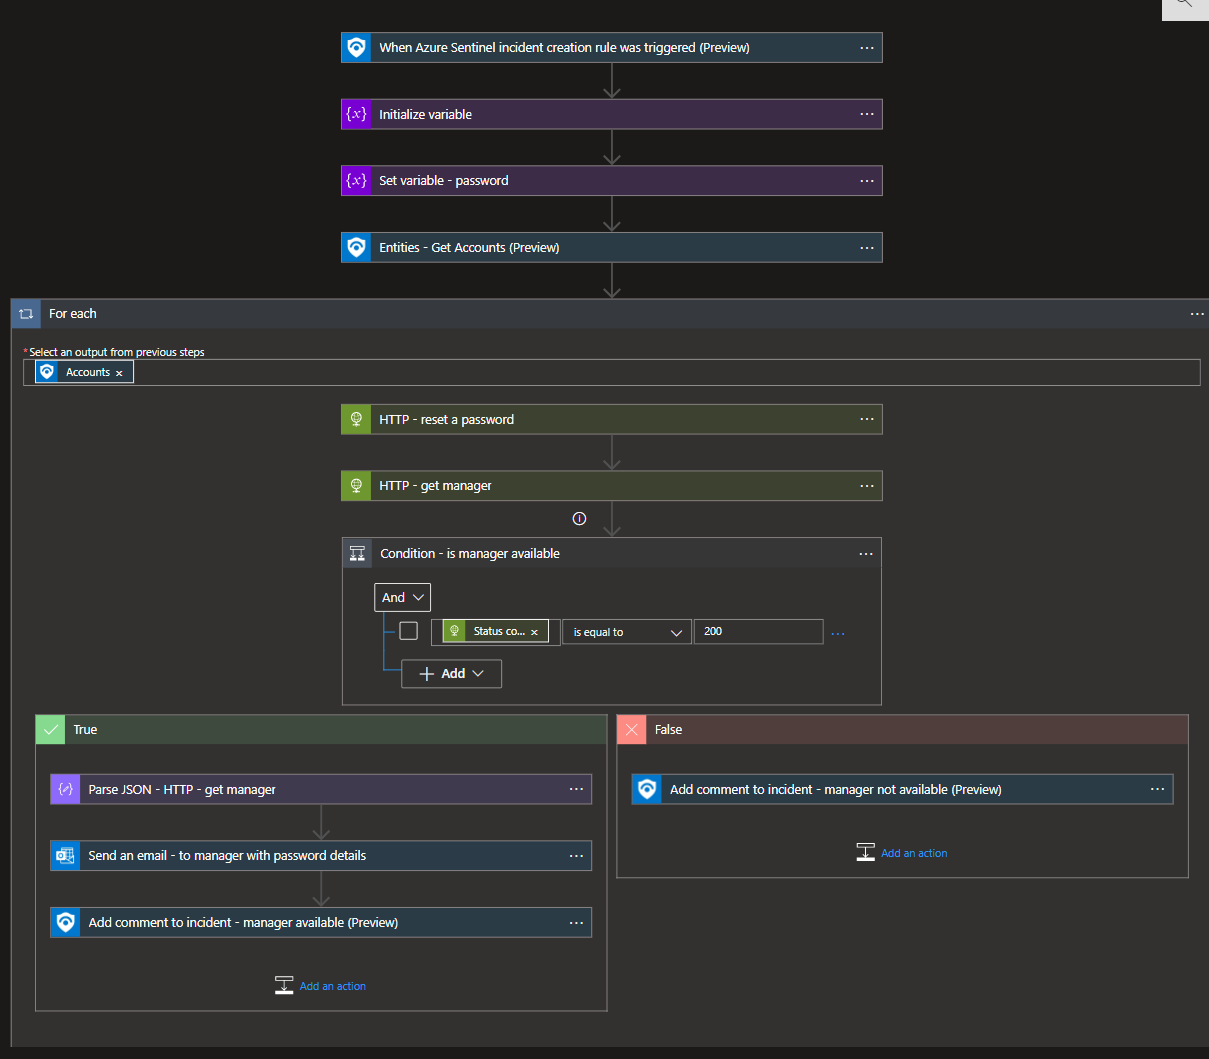 When Azure Sentinel incident creation rule was triggered (Preview)
{x} Initialize variable
{x} Set variable - password
Entities - Get Accounts (Preview)
For each
* Select an output from previous steps
Accounts ×
HTTP - reset a password
HTTP - get manager
Condition - is manager available
And
Status co... × is equal to 200 ...
+ Add
True
Parse JSON - HTTP - get manager
Send an email - to manager with password details
Add comment to incident - manager available (Preview)
Add an action
False
Add comment to incident - manager not available (Preview)
Add an action